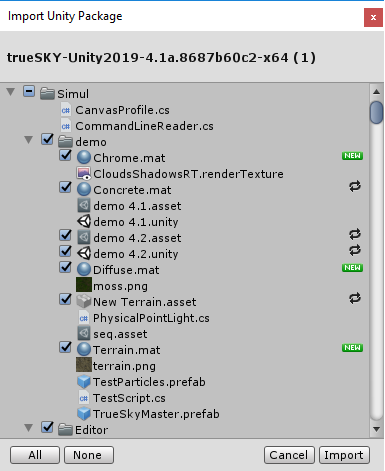 Import Unity Package
x
trueSKY-Unity2019-4.1a.8687b60c2-x64 (1)
Simul
CanvasProfile.cs
CommandLineReader.cs
demo
Chrome.mat NEW
CloudsShadowsRT.renderTexture
Concrete.mat
demo 4.1.asset
demo 4.1.unity
demo 4.2.asset
demo 4.2.unity
Diffuse.mat NEW
moss.png
New Terrain.asset
PhysicalPointLight.cs
seq.asset
Terrain.mat NEW
terrain.png
TestParticles.prefab
TestScript.cs
TrueSkyMaster.prefab
Editor
All None Cancel Import